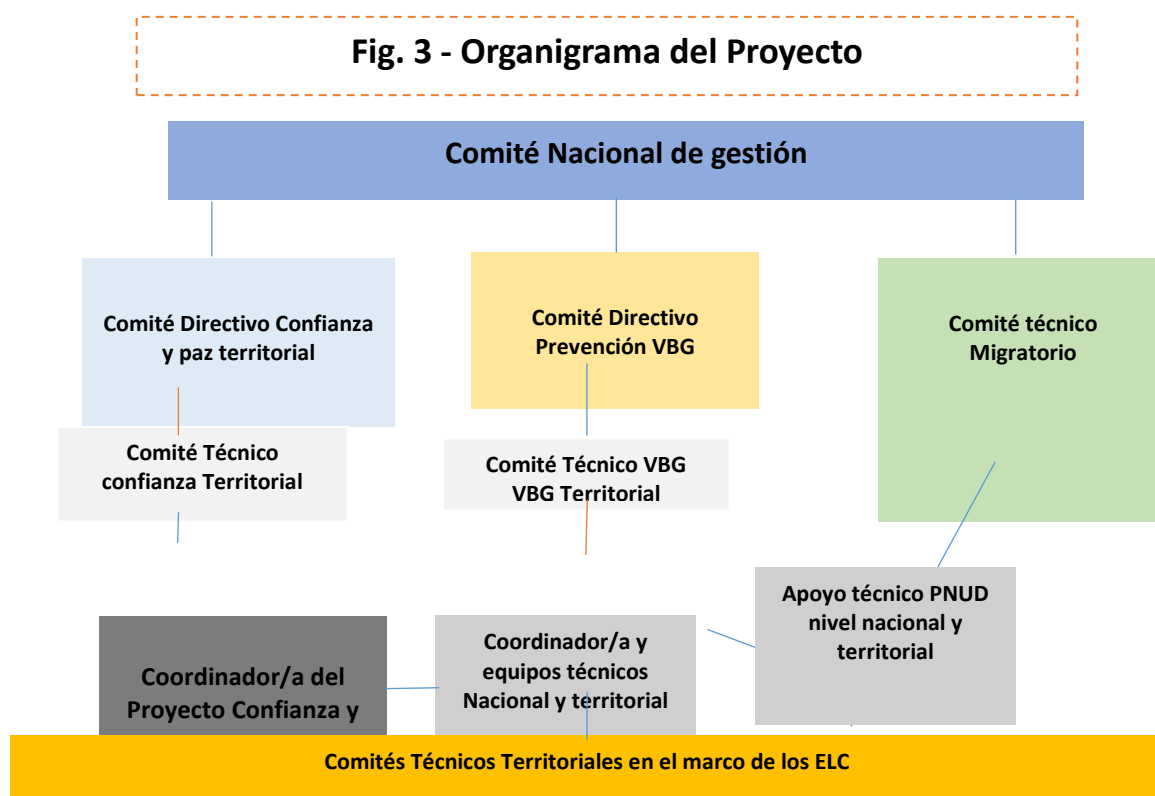 Fig. 3 - Organigrama del Proyecto
Comité Nacional de gestión
Comité Directivo Confianza
y paz territorial
Comité Directivo
Prevención VBG
Comité técnico
Migratorio
Comité Técnico
confianza Territorial
Comité Técnico VBG
VBG Territorial
Coordinador/a del
Proyecto Confianza y
Coordinador/a y
equipos técnicos
Nacional y territorial
Apoyo técnico PNUD
nivel nacional y
territorial
Comités Técnicos Territoriales en el marco de los ELC